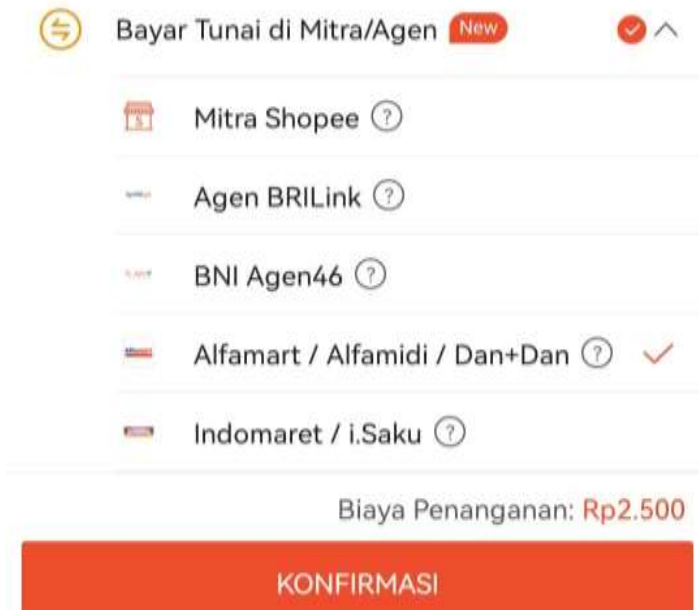 Bayar Tunai di Mitra/Agen New
Mitra Shopee ?
Agen BRILink ?
BNI Agen46 ?
Alfamart / Alfamidi / Dan+Dan ?
Indomaret / i.Saku ?
Biaya Penanganan: Rp2.500
KONFIRMASI